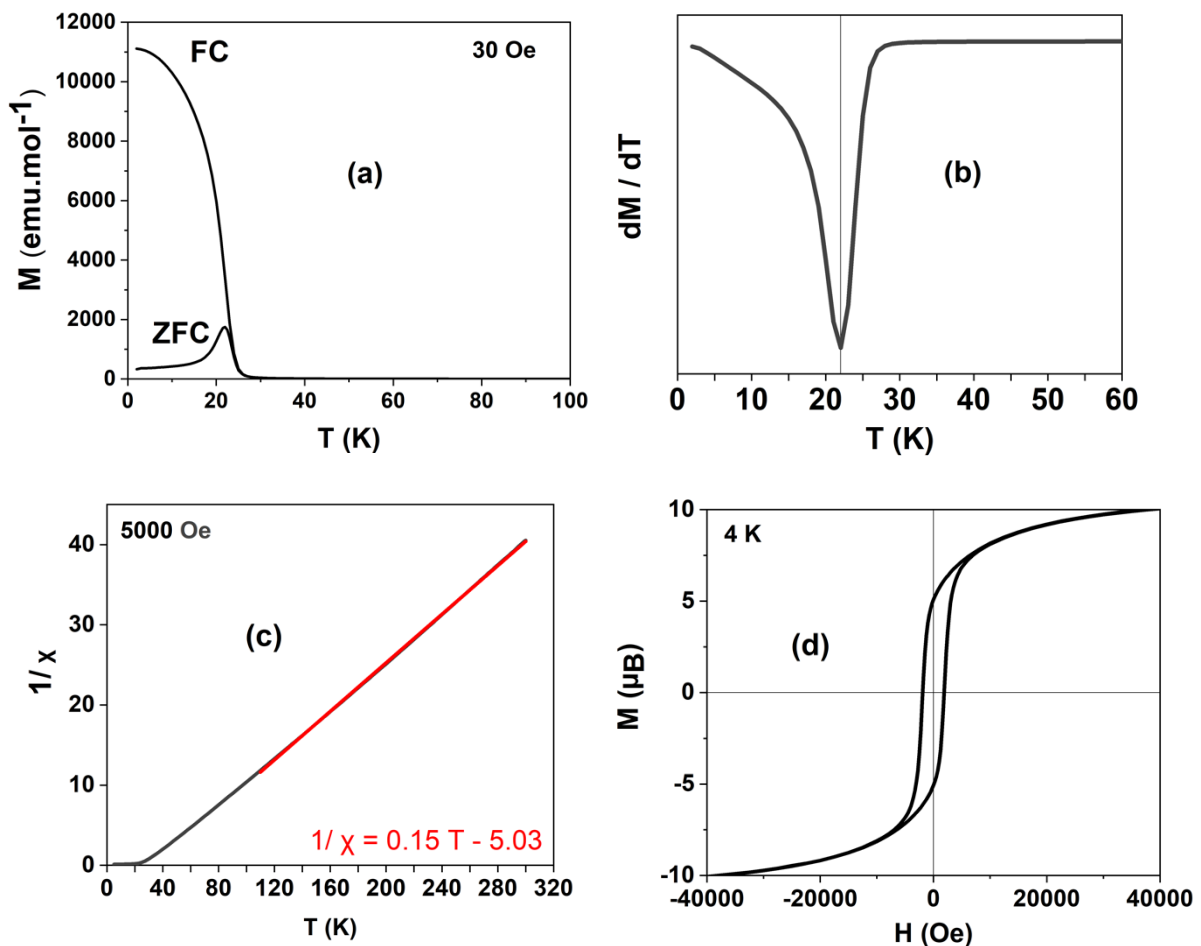 12000
10000
8000
6000
4000
2000
0
M (emu.mol-1)
FC
30 Oe
(a)
ZFC
0 20 40 60 80 100
T (K)
dM / dT
(b)
0 10 20 30 40 50 60
T (K)
5000 Oe
40
30
20
10
0
1/ χ
(c)
1/ χ = 0.15 T - 5.03
0 40 80 120 160 200 240 280 320
T (K)
10
5
0
-5
-10
M (μB)
4 K
(d)
-40000 -20000 0 20000 40000
H (Oe)